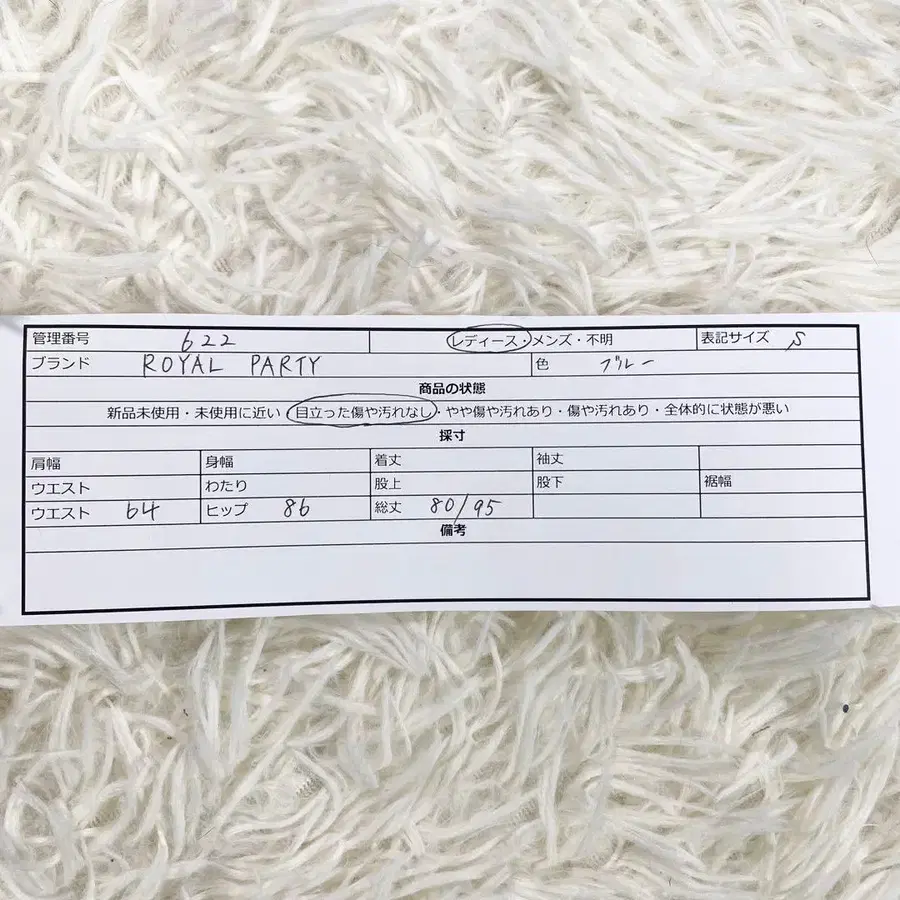 管理番号 622 レディース・メンズ・不明 表記サイズ S
ブランド ROYAL PARTY 色 ブルー
商品の状態
新品未使用・未使用に近い・目立った傷や汚れなし・やや傷や汚れあり・傷や汚れあり・全体的に状態が悪い
採寸
肩幅 身幅 着丈 袖丈
ウエスト わたり 股上 股下 裾幅
ウエスト 64 ヒップ 86 総丈 80/95
備考